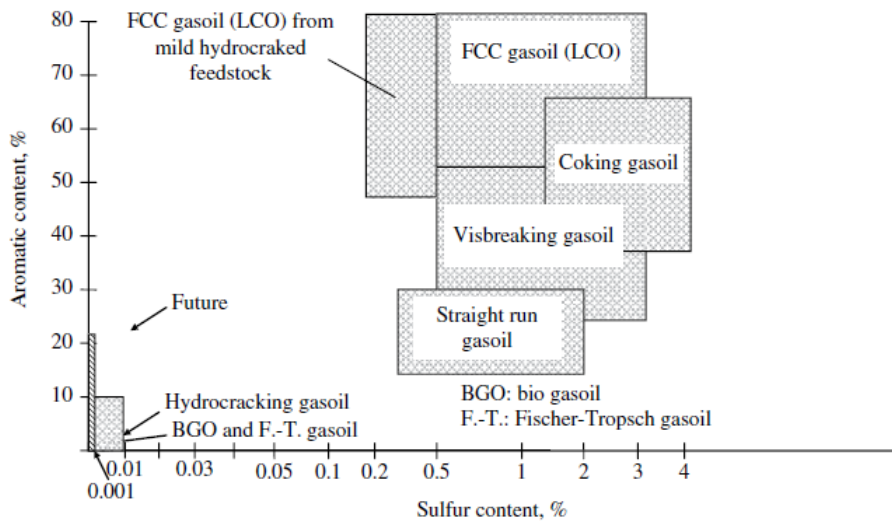 80
70
60
50
40
30
20
10
Aromatic content, %
FCC gasoil (LCO) from
mild hydrocraked
feedstock
FCC gasoil (LCO)
Coking gasoil
Visbreaking gasoil
Straight run
gasoil
Future
Hydrocracking gasoil
BGO and F.-T. gasoil
BGO: bio gasoil
F.-T.: Fischer-Tropsch gasoil
0.001
0.01
0.03
0.05
0.1
0.2
0.5
1
2
3
4
Sulfur content, %